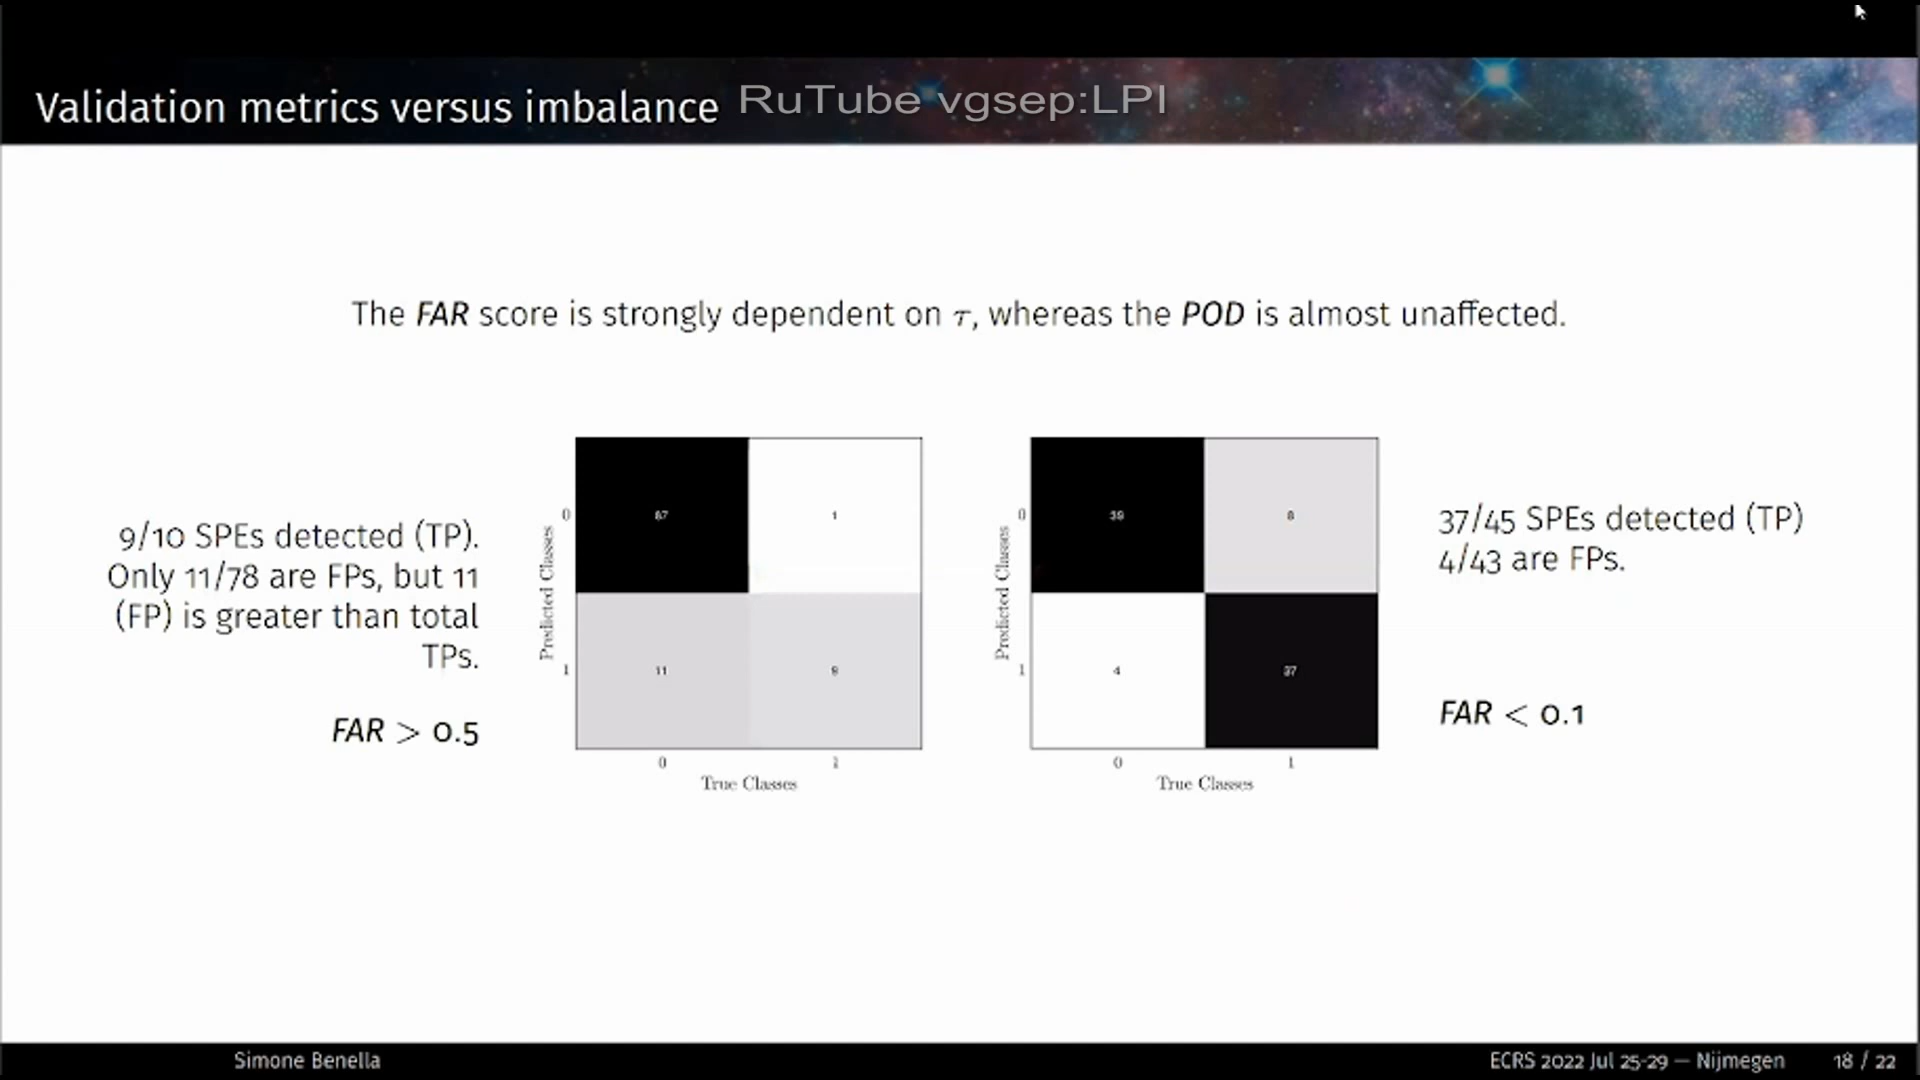 Validation metrics versus imbalance
RuTube vgsep:LPI
The FAR score is strongly dependent on τ, whereas the POD is almost unaffected.
9/10 SPEs detected (TP).
Only 11/78 are FPs, but 11
(FP) is greater than total
TPs.
FAR > 0.5
Predicted Classes
0
1
67
1
11
9
0
1
True Classes
Predicted Classes
0
1
39
8
4
37
0
1
True Classes
37/45 SPEs detected (TP)
4/43 are FPs.
FAR < 0.1
Simone Benella
ECRS 2022 Jul 25-29 — Nijmegen
18 / 22